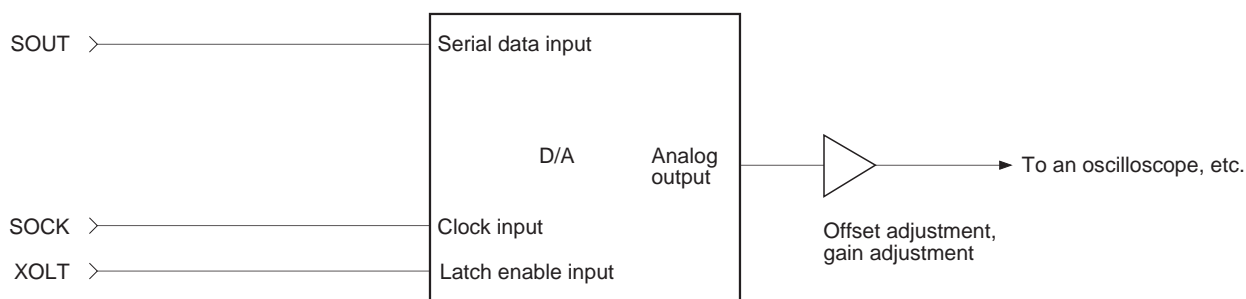 SOUT
Serial data input
D/A
Analog
output
To an oscilloscope, etc.
SOCK
Clock input
Offset adjustment,
gain adjustment
XOLT
Latch enable input